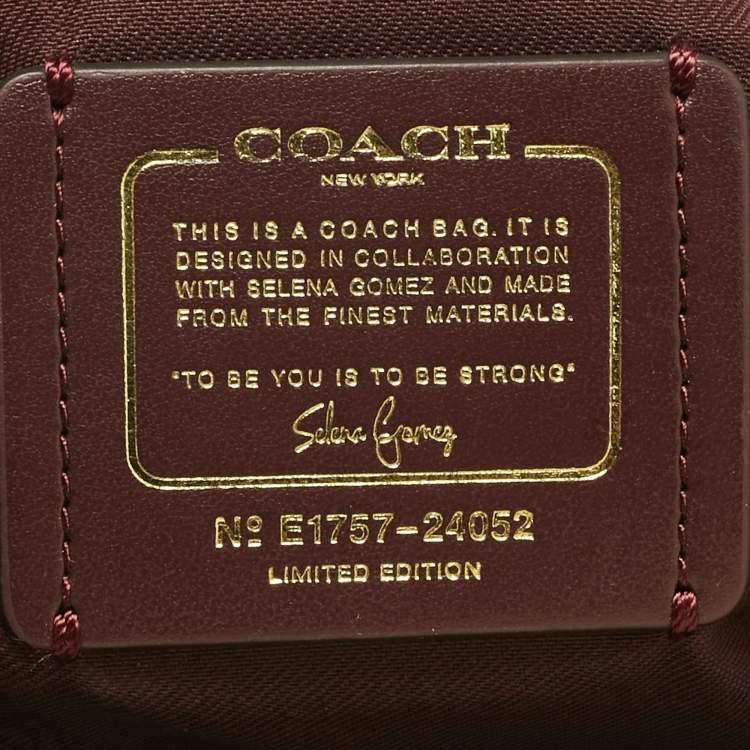 COACH
NEW YORK
THIS IS A COACH BAG. IT IS
DESIGNED IN COLLABORATION
WITH SELENA GOMEZ AND MADE
FROM THE FINEST MATERIALS.
"TO BE YOU IS TO BE STRONG"
Selena Gomez
Nº E1757-24052
LIMITED EDITION